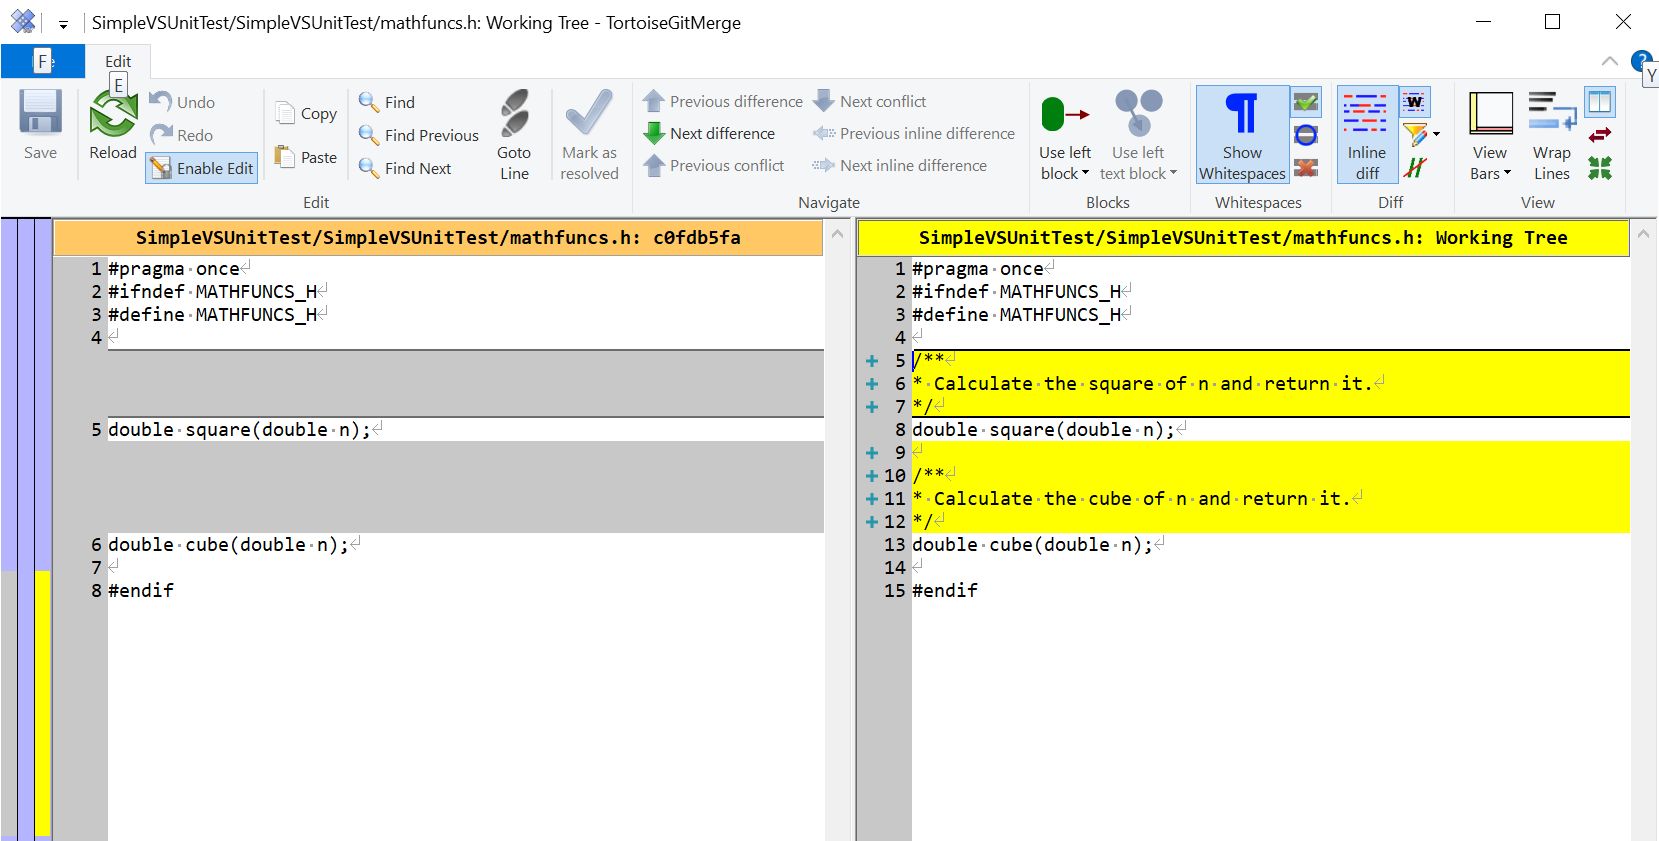 SimpleVSUnitTest/SimpleVSUnitTest/mathfuncs.h: Working Tree - TortoiseGitMerge
F
Edit
E
?
Y
Save
Reload
Undo
Redo
Enable Edit
Copy
Paste
Find
Find Previous
Find Next
Goto
Line
Mark as
resolved
Previous difference
Next difference
Previous conflict
Next conflict
Previous inline difference
Next inline difference
Use left
block
Use left
text block
Show
Whitespaces
Inline
diff
W
View
Bars
Wrap
Lines
Edit
Navigate
Blocks
Whitespaces
Diff
View
SimpleVSUnitTest/SimpleVSUnitTest/mathfuncs.h: c0fdb5fa
1 #pragma once
2 #ifndef MATHFUNCS_H
3 #define MATHFUNCS_H
4
5 double square(double n);
6 double cube(double n);
7
8 #endif
SimpleVSUnitTest/SimpleVSUnitTest/mathfuncs.h: Working Tree
1 #pragma once
2 #ifndef MATHFUNCS_H
3 #define MATHFUNCS_H
4
+ 5 /**
+ 6 * Calculate the square of n and return it.
+ 7 */
8 double square(double n);
+ 9
+ 10 /**
+ 11 * Calculate the cube of n and return it.
+ 12 */
13 double cube(double n);
14
15 #endif